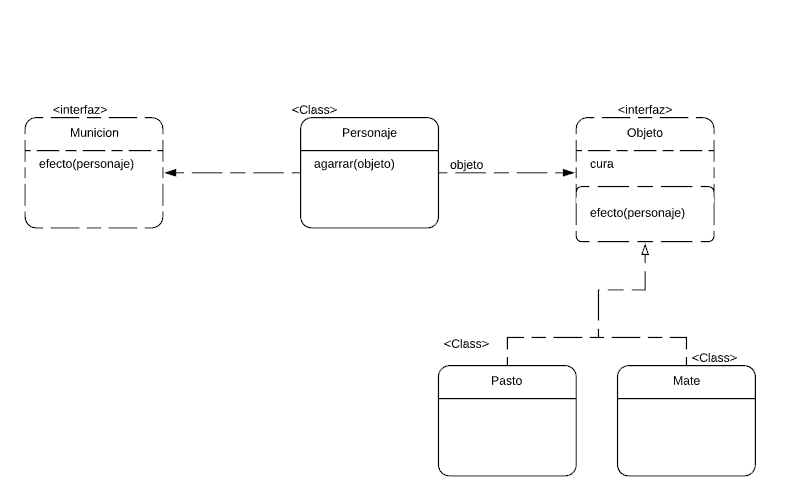 <interfaz>
Municion
efecto(personaje)
<Class>
Personaje
agarrar(objeto)
objeto
<interfaz>
Objeto
cura
efecto(personaje)
<Class>
Pasto
<Class>
Mate